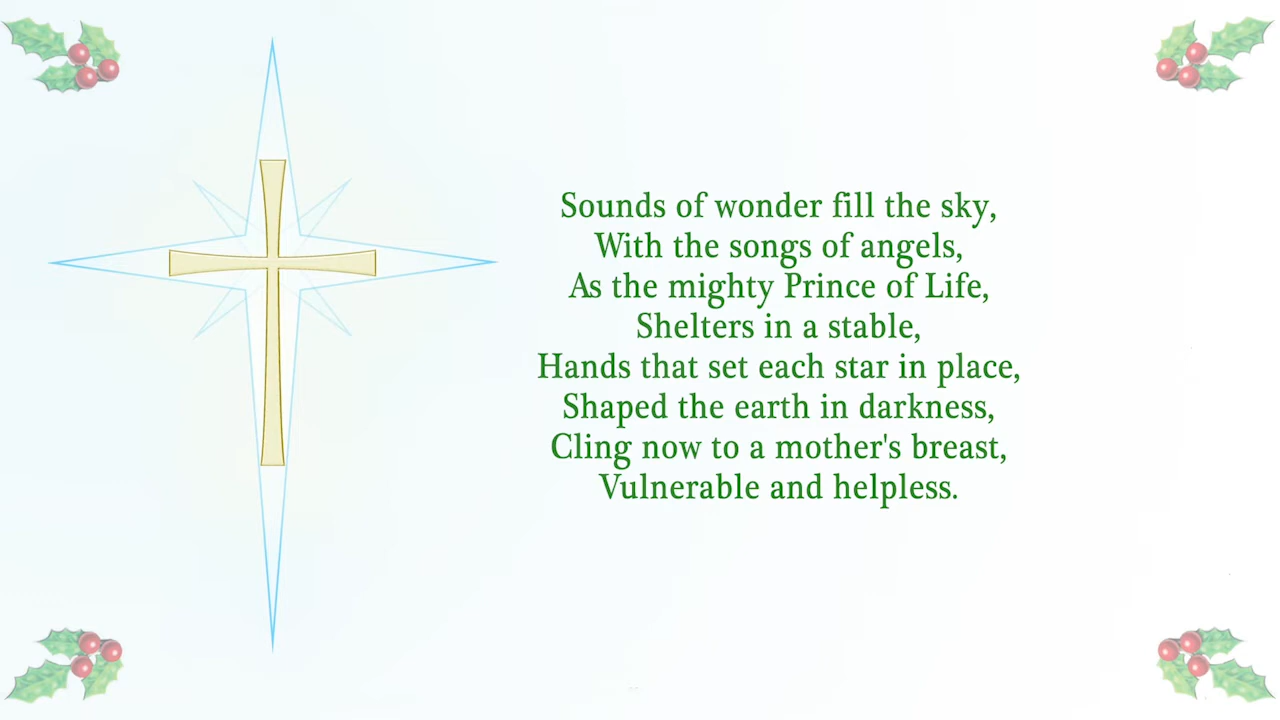 Sounds of wonder fill the sky,
With the songs of angels,
As the mighty Prince of Life,
Shelters in a stable,
Hands that set each star in place,
Shaped the earth in darkness,
Cling now to a mother's breast,
Vulnerable and helpless.